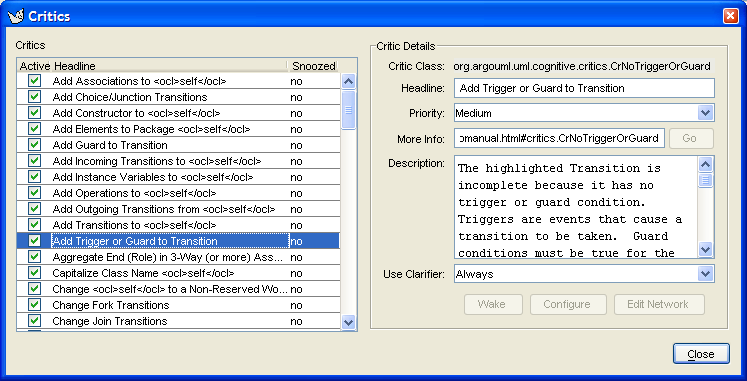 Critics
Critics
Active Headline Snoozed
Add Associations to <ocl>self</ocl> no
Add Choice/Junction Transitions no
Add Constructor to <ocl>self</ocl> no
Add Elements to Package <ocl>self</ocl> no
Add Guard to Transition no
Add Incoming Transitions to <ocl>self</ocl> no
Add Instance Variables to <ocl>self</ocl> no
Add Operations to <ocl>self</ocl> no
Add Outgoing Transitions from <ocl>self</ocl> no
Add Transitions to <ocl>self</ocl> no
Add Trigger or Guard to Transition no
Aggregate End (Role) in 3-Way (or more) Ass... no
Capitalize Class Name <ocl>self</ocl> no
Change <ocl>self</ocl> to a Non-Reserved Wo... no
Change Fork Transitions no
Change Join Transitions no
Critic Details
Critic Class: org.argouml.uml.cognitive.critics.CrNoTriggerOrGuard
Headline: Add Trigger or Guard to Transition
Priority: Medium
More Info: omanual.html#critics.CrNoTriggerOrGuard Go
Description: The highlighted Transition is
incomplete because it has no
trigger or guard condition.
Triggers are events that cause a
transition to be taken. Guard
conditions must be true for the
Use Clarifier: Always
Wake Configure Edit Network
Close